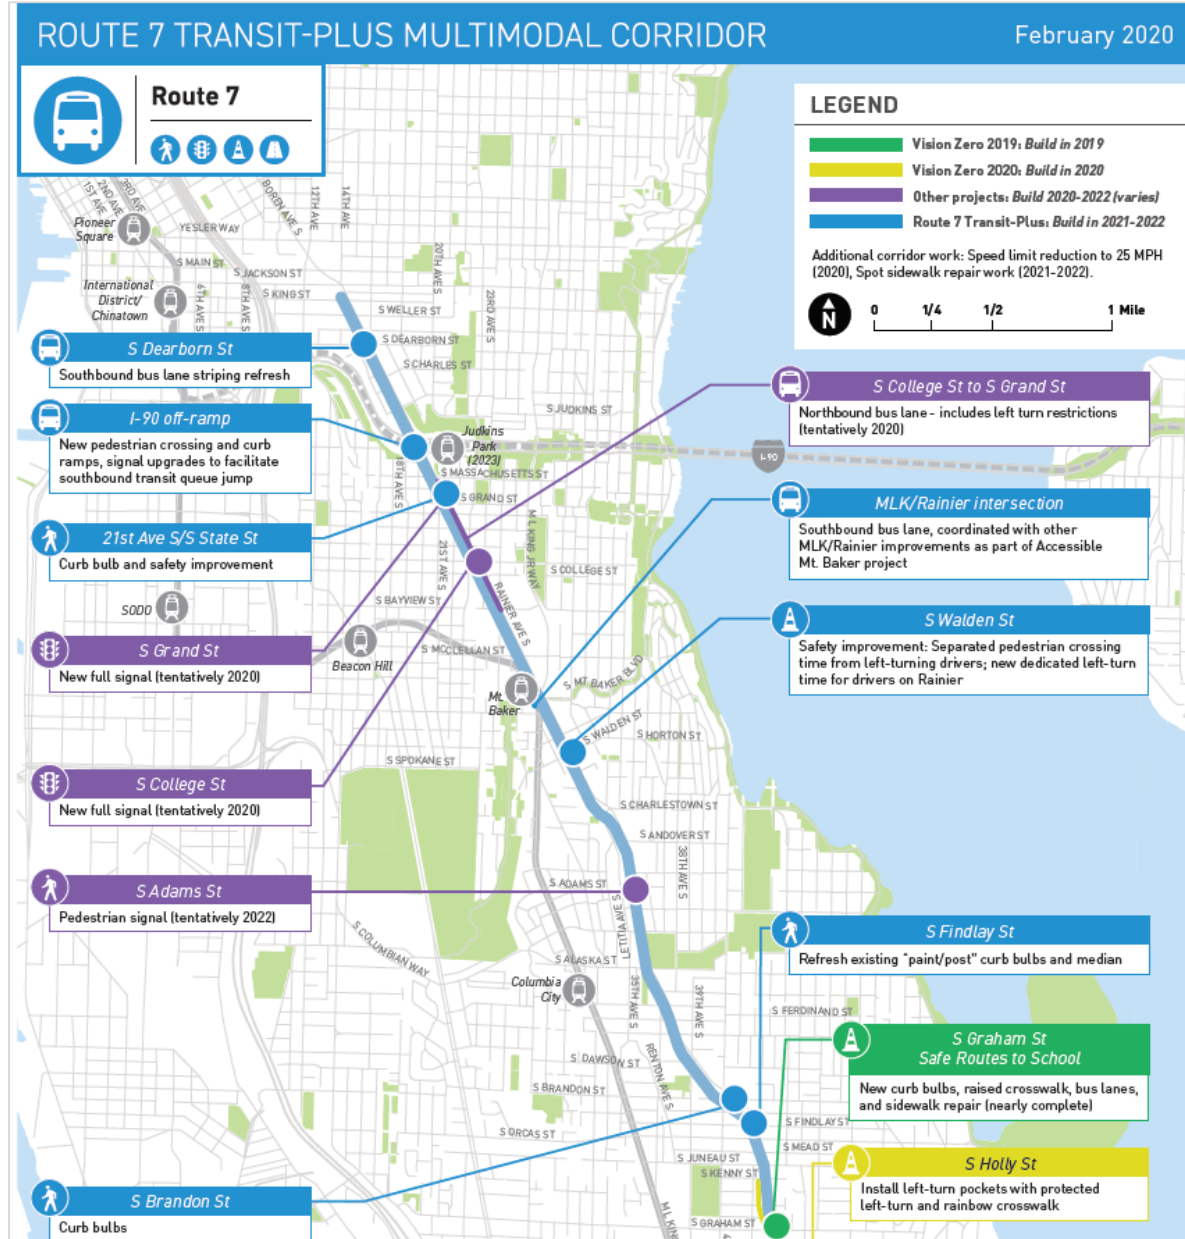 ROUTE 7 TRANSIT-PLUS MULTIMODAL CORRIDOR
February 2020
Route 7
LEGEND
Vision Zero 2019: Build in 2019
Vision Zero 2020: Build in 2020
Other projects: Build 2020-2022 (varies)
Route 7 Transit-Plus: Build in 2021-2022
Additional corridor work: Speed limit reduction to 25 MPH
(2020), Spot sidewalk repair work (2021-2022).
N
0 1/4 1/2 1 Mile
S Dearborn St
Southbound bus lane striping refresh
I-90 off-ramp
New pedestrian crossing and curb
ramps, signal upgrades to facilitate
southbound transit queue jump
21st Ave S/S State St
Curb bulb and safety improvement
S Grand St
New full signal (tentatively 2020)
S College St
New full signal (tentatively 2020)
S Adams St
Pedestrian signal (tentatively 2022)
S Brandon St
Curb bulbs
S College St to S Grand St
Northbound bus lane - includes left turn restrictions
(tentatively 2020)
MLK/Rainier intersection
Southbound bus lane, coordinated with other
MLK/Rainier improvements as part of Accessible
Mt. Baker project
S Walden St
Safety improvement: Separated pedestrian crossing
time from left-turning drivers; new dedicated left-turn
time for drivers on Rainier
S Findlay St
Refresh existing "paint/post" curb bulbs and median
S Graham St
Safe Routes to School
New curb bulbs, raised crosswalk, bus lanes,
and sidewalk repair (nearly complete)
S Holly St
Install left-turn pockets with protected
left-turn and rainbow crosswalk
1ST AVE
2ND AVE
3RD AVE
BOREN AVE S
12TH AVE
14TH AVE
Pioneer
Square
YESLER WAY
S MAIN ST
S JACKSON ST
S KING ST
International
District/
Chinatown
6TH AVE S
8TH AVE S
20TH AVE S
23RD AVE S
S WELLER ST
S DEARBORN ST
S CHARLES ST
S JUDKINS ST
Judkins
Park
(2023)
I-90
18TH AVE S
S MASSACHUSETTS ST
S GRAND ST
21ST AVE S
M L KING JR WAY
S COLLEGE ST
S BAYVIEW ST
RAINIER AVE S
SODO
Beacon Hill
S MCCLELLAN ST
S MT BAKER BLVD
Mt.
Baker
S WALDEN ST
S HORTON ST
S SPOKANE ST
S CHARLESTOWN ST
S ANDOVER ST
38TH AVE S
S ADAMS ST
S LETITIA AVE
S COLUMBIAN WAY
S ALASKA ST
Columbia
City
35TH AVE S
39TH AVE S
S FERDINAND ST
S DAWSON ST
RENTON AVE S
S BRANDON ST
S ORCAS ST
S FINDLAY ST
S MEAD ST
S JUNEAU ST
S KENNY ST
S GRAHAM ST
M L KING